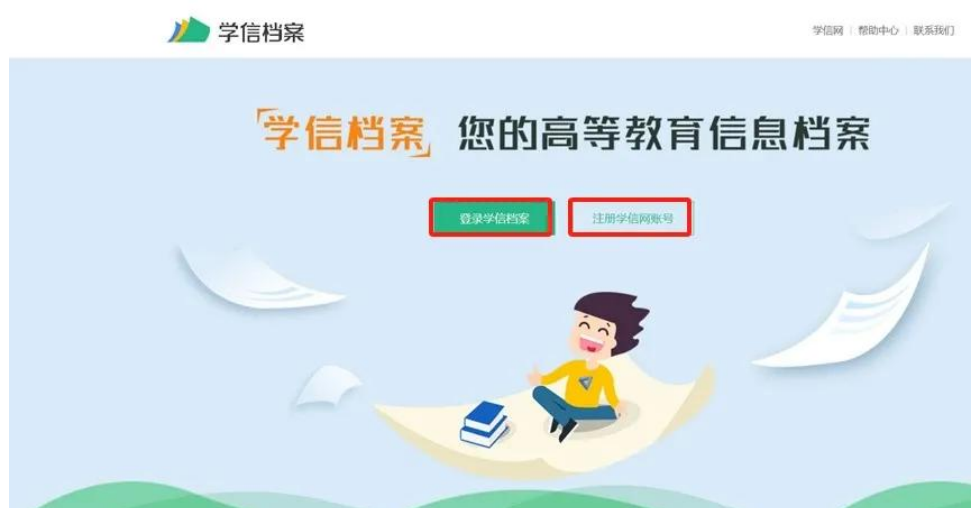 学信档案
学信网 | 帮助中心 | 联系我们
「学信档案」 您的高等教育信息档案
登录学信档案
注册学信网账号